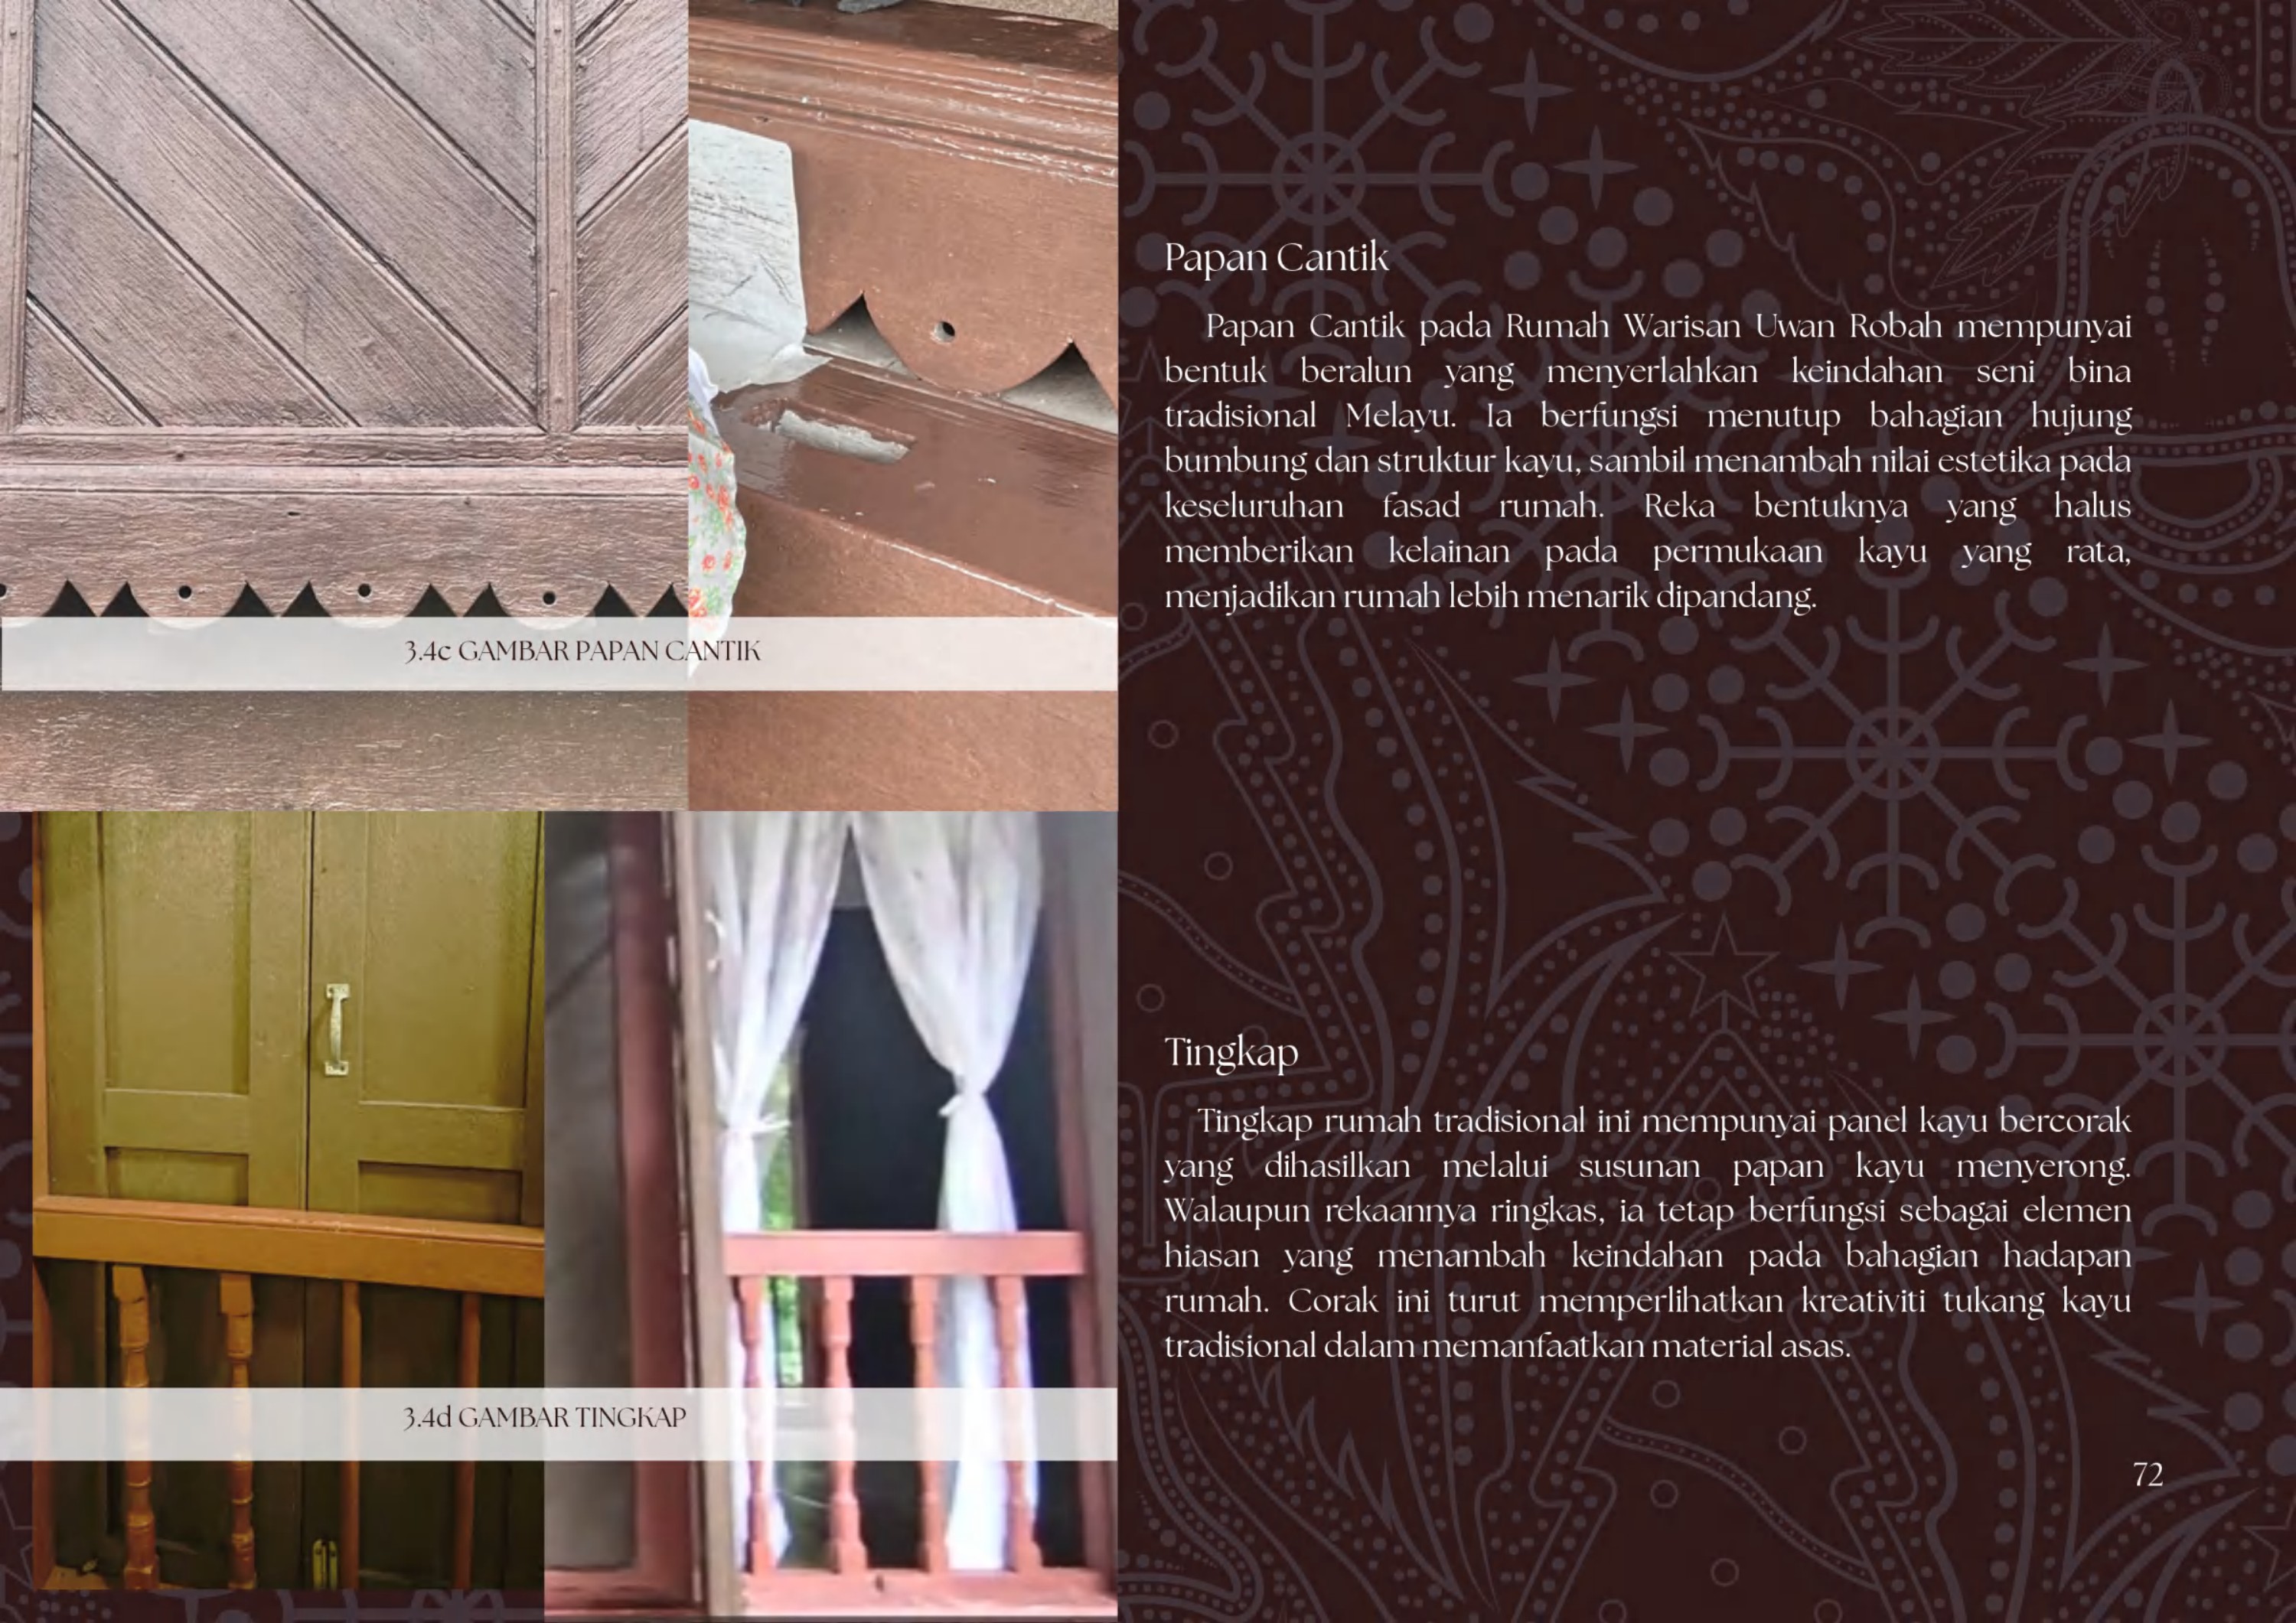 Papan Cantik
Papan Cantik pada Rumah Warisan Uwan Robah mempunyai
bentuk beralun yang menyerlahkan keindahan seni bina
tradisional Melayu. Ia berfungsi menutup bahagian hujung
bumbung dan struktur kayu, sambil menambah nilai estetika pada
keseluruhan fasad rumah. Reka bentuknya yang halus
memberikan kelainan pada permukaan kayu yang rata,
menjadikan rumah lebih menarik dipandang.
3.4c GAMBAR PAPAN CANTIK
Tingkap
Tingkap rumah tradisional ini mempunyai panel kayu bercorak
yang dihasilkan melalui susunan papan kayu menyerong.
Walaupun rekaannya ringkas, ia tetap berfungsi sebagai elemen
hiasan yang menambah keindahan pada bahagian hadapan
rumah. Corak ini turut memperlihatkan kreativiti tukang kayu
tradisional dalam memanfaatkan material asas.
3.4d GAMBAR TINGKAP
72